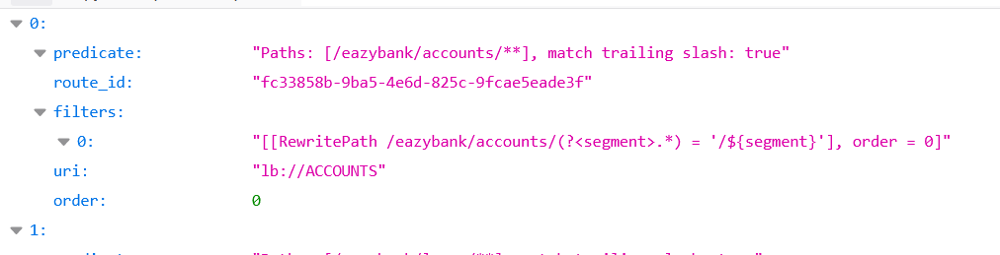 0:
predicate: "Paths: [/eazybank/accounts/**], match trailing slash: true"
route_id: "fc33858b-9ba5-4e6d-825c-9fcae5eade3f"
filters:
0: "[[RewritePath /eazybank/accounts/(?<segment>.*) = '/${segment}'], order = 0]"
uri: "lb://ACCOUNTS"
order: 0
1: